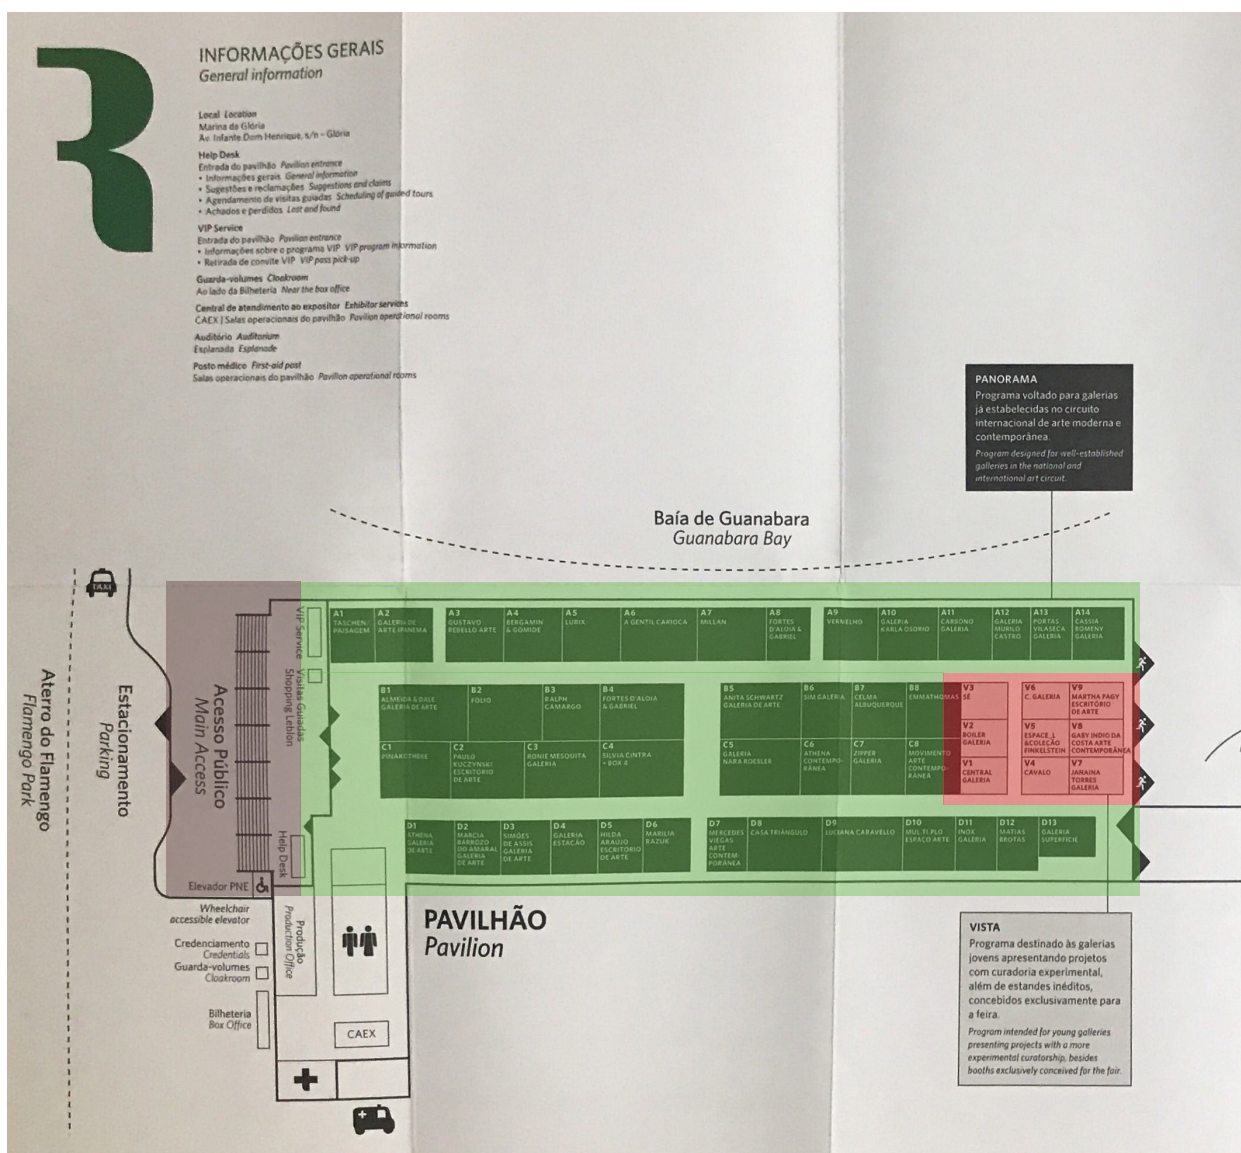 R
INFORMAÇÕES GERAIS
General information
Local Location
Marina da Glória
Av. Infante Dom Henrique, s/n – Glória
Help Desk
Entrada do pavilhão Pavilion entrance
• Informações gerais General information
• Sugestões e reclamações Suggestions and claims
• Agendamento de visitas guiadas Scheduling of guided tours
• Achados e perdidos Lost and found
VIP Service
Entrada do pavilhão Pavilion entrance
• Informações sobre o programa VIP VIP program information
• Retirada de convite VIP VIP pass pick-up
Guarda-volumes Cloakroom
Ao lado da Bilheteria Near the box office
Central de atendimento ao expositor Exhibitor services
CAEX | Salas operacionais do pavilhão Pavilion operational rooms
Auditório Auditorium
Esplanada Esplanade
Posto médico First-aid post
Salas operacionais do pavilhão Pavilion operational rooms
PANORAMA
Programa voltado para galerias
já estabelecidas no circuito
internacional de arte moderna e
contemporânea.
Program designed for well-established
galleries in the national and
international art circuit.
Baía de Guanabara
Guanabara Bay
TAXI
Aterro do Flamengo
Flamengo Park
Estacionamento
Parking
Acesso Público
Main Access
VIP Service
Visitas Guiadas
Shopping Leblon
Help Desk
A1
TASCHEN/
PAISAGEM
A2
GALERIA DE
ARTE IPANEMA
A3
GUSTAVO
REBELLO ARTE
A4
BERGAMIN
& GOMIDE
A5
LURIX
A6
A GENTIL CARIOCA
A7
MILLAN
A8
FORTES
D'ALOIA &
GABRIEL
A9
VERMELHO
A10
GALERIA
KARLA OSORIO
A11
CARBONO
GALERIA
A12
GALERIA
MURILO
CASTRO
A13
PORTAS
VILASECA
GALERIA
A14
CASSIA
BOMENY
GALERIA
B1
ALMEIDA & DALE
GALERIA DE ARTE
B2
FOLIO
B3
RALPH
CAMARGO
B4
FORTES D'ALOIA
& GABRIEL
B5
ANITA SCHWARTZ
GALERIA DE ARTE
B6
SIM GALERIA
B7
CELMA
ALBUQUERQUE
B8
EMMATHOMAS
C1
PINAKOTHEKE
C2
PAULO
KUCZYNSKI
ESCRITÓRIO
DE ARTE
C3
RONIE MESQUITA
GALERIA
C4
SILVIA CINTRA
+ BOX 4
C5
GALERIA
NARA ROESLER
C6
ATHENA
CONTEMPO-
RÂNEA
C7
ZIPPER
GALERIA
C8
MOVIMENTO
ARTE
CONTEMPO-
RÂNEA
V3
SÉ
V2
BOILER
GALERIA
V1
CENTRAL
GALERIA
V6
C. GALERIA
V5
ESPACE_L
&COLEÇÃO
FINKELSTEIN
V4
CAVALO
V9
MARTHA PAGY
ESCRITÓRIO
DE ARTE
V8
GABY INDIO DA
COSTA ARTE
CONTEMPORÂNEA
V7
JANAINA
TORRES
GALERIA
D1
ATHENA
GALERIA
DE ARTE
D2
MARCIA
BARROZO
DO AMARAL
GALERIA
DE ARTE
D3
SIMÕES
DE ASSIS
GALERIA
DE ARTE
D4
GALERIA
ESTAÇÃO
D5
HILDA
ARAUJO
ESCRITÓRIO
DE ARTE
D6
MARILIA
RAZUK
D7
MERCEDES
VIEGAS
ARTE
CONTEM-
PORÂNEA
D8
CASA TRIÂNGULO
D9
LUCIANA CARAVELLO
D10
MUL.TI.PLO
ESPAÇO ARTE
D11
INOX
GALERIA
D12
MATIAS
BROTAS
D13
GALERIA
SUPERFÍCIE
Elevador PNE
Wheelchair
accessible elevator
Credenciamento
Credentials
Guarda-volumes
Cloakroom
Bilheteria
Box Office
Produção
Production Office
CAEX
PAVILHÃO
Pavilion
VISTA
Programa destinado às galerias
jovens apresentando projetos
com curadoria experimental,
além de estandes inéditos,
concebidos exclusivamente para
a feira.
Program intended for young galleries
presenting projects with a more
experimental curatorship, besides
booths exclusively conceived for the fair.